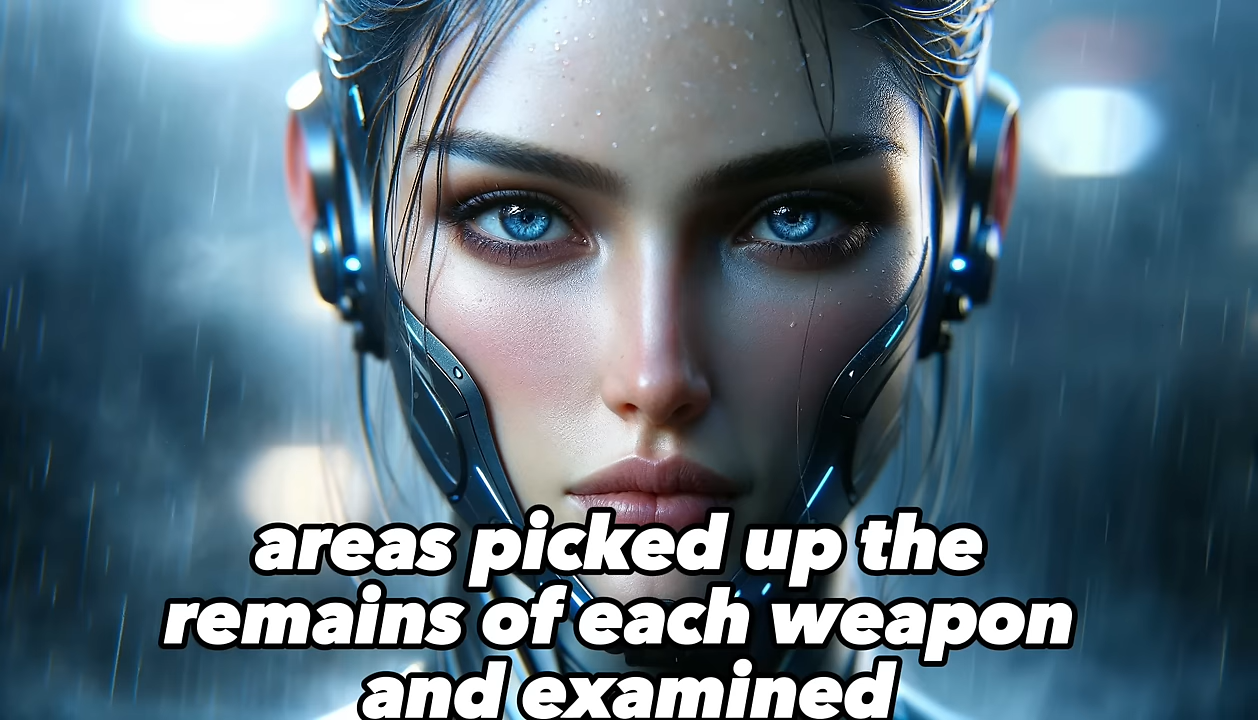 areas picked up the
remains of each weapon
and examined